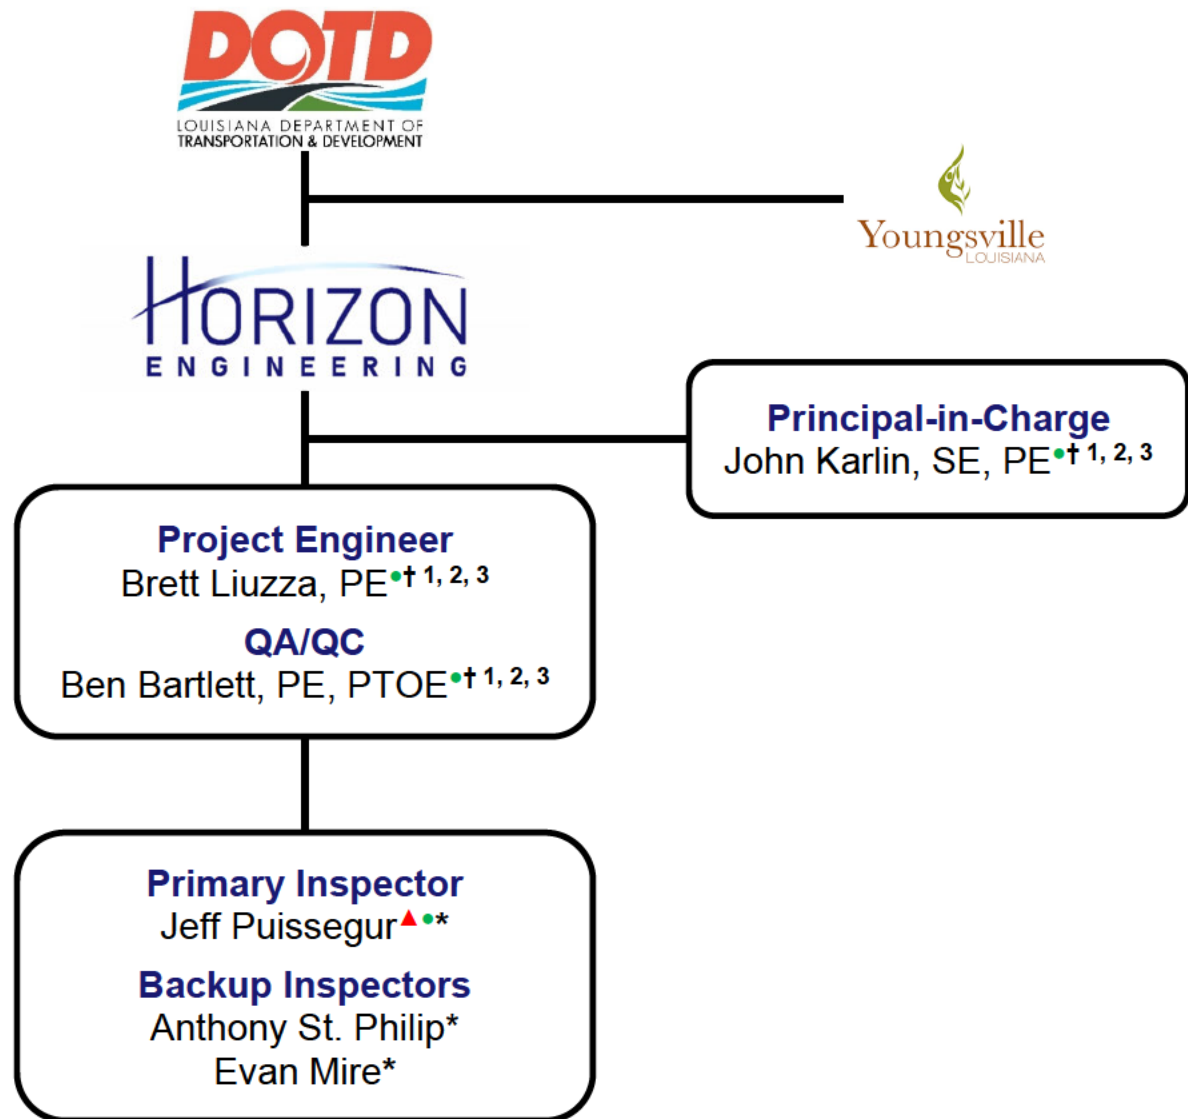 DOTD
LOUISIANA DEPARTMENT OF
TRANSPORTATION & DEVELOPMENT
Youngsville
LOUISIANA
HORIZON
ENGINEERING
Principal-in-Charge
John Karlin, SE, PE•† 1, 2, 3
Project Engineer
Brett Liuzza, PE•† 1, 2, 3
QA/QC
Ben Bartlett, PE, PTOE•† 1, 2, 3
Primary Inspector
Jeff Puissegur▲•*
Backup Inspectors
Anthony St. Philip*
Evan Mire*